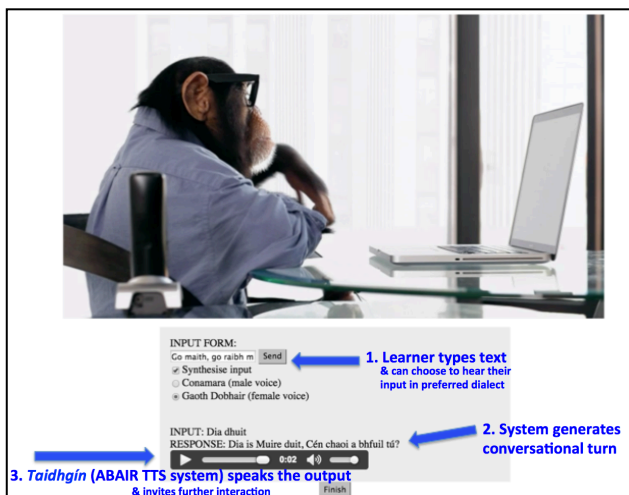 INPUT FORM:
Go maith, go raibh m Send
Synthesise input
Conamara (male voice)
Gaoth Dobhair (female voice)
1. Learner types text
& can choose to hear their
input in preferred dialect
INPUT: Dia dhuit
RESPONSE: Dia is Muire duit, Cén chaoi a bhfuil tú?
2. System generates
conversational turn
0:02
3. Taidhgín (ABAIR TTS system) speaks the output
& invites further interaction
Finish